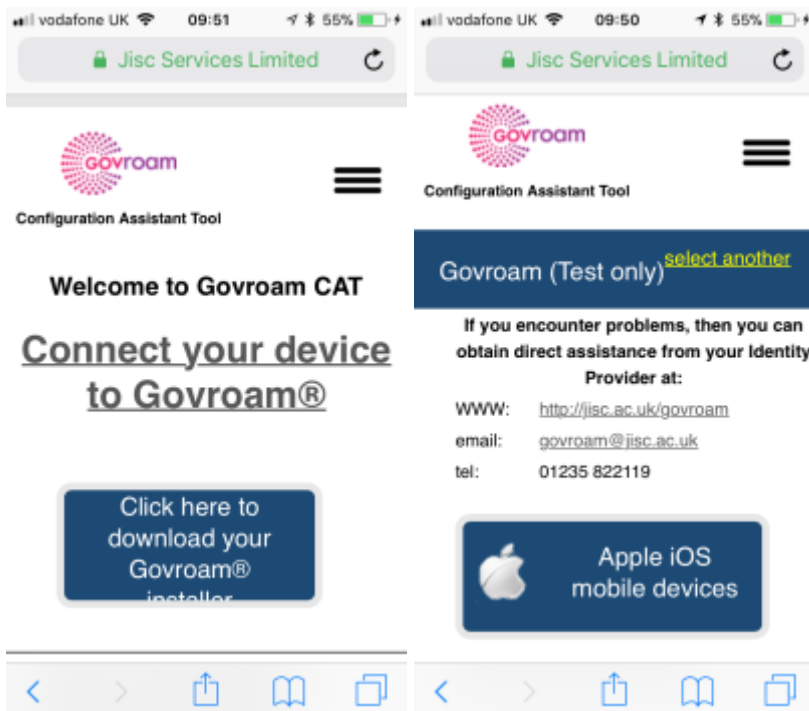 vodafone UK 09:51 55%
Jisc Services Limited
GOVroam
Configuration Assistant Tool
Welcome to Govroam CAT
Connect your device
to Govroam®
Click here to
download your
Govroam®
installer
vodafone UK 09:50 55%
Jisc Services Limited
GOVroam
Configuration Assistant Tool
Govroam (Test only) select another
If you encounter problems, then you can
obtain direct assistance from your Identity
Provider at:
WWW: http://jisc.ac.uk/govroam
email: govroam@jisc.ac.uk
tel: 01235 822119
Apple iOS
mobile devices